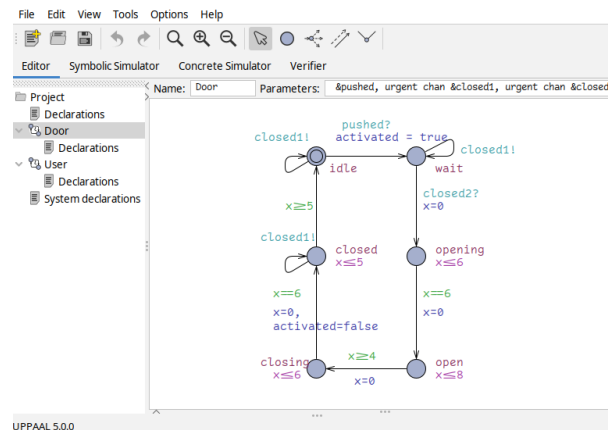 File Edit View Tools Options Help
Editor Symbolic Simulator Concrete Simulator Verifier
Project
Declarations
Door
Declarations
User
Declarations
System declarations
Name: Door Parameters: &pushed, urgent chan &closed1, urgent chan &closed
pushed?
closed1! activated = true closed1!
idle wait
closed2?
x≥5 x=0
closed1!
closed opening
x≤5 x≤6
x==6 x==6
x=0, x=0
activated=false
closing x≥4 open
x≤6 x=0 x≤8
UPPAAL 5.0.0